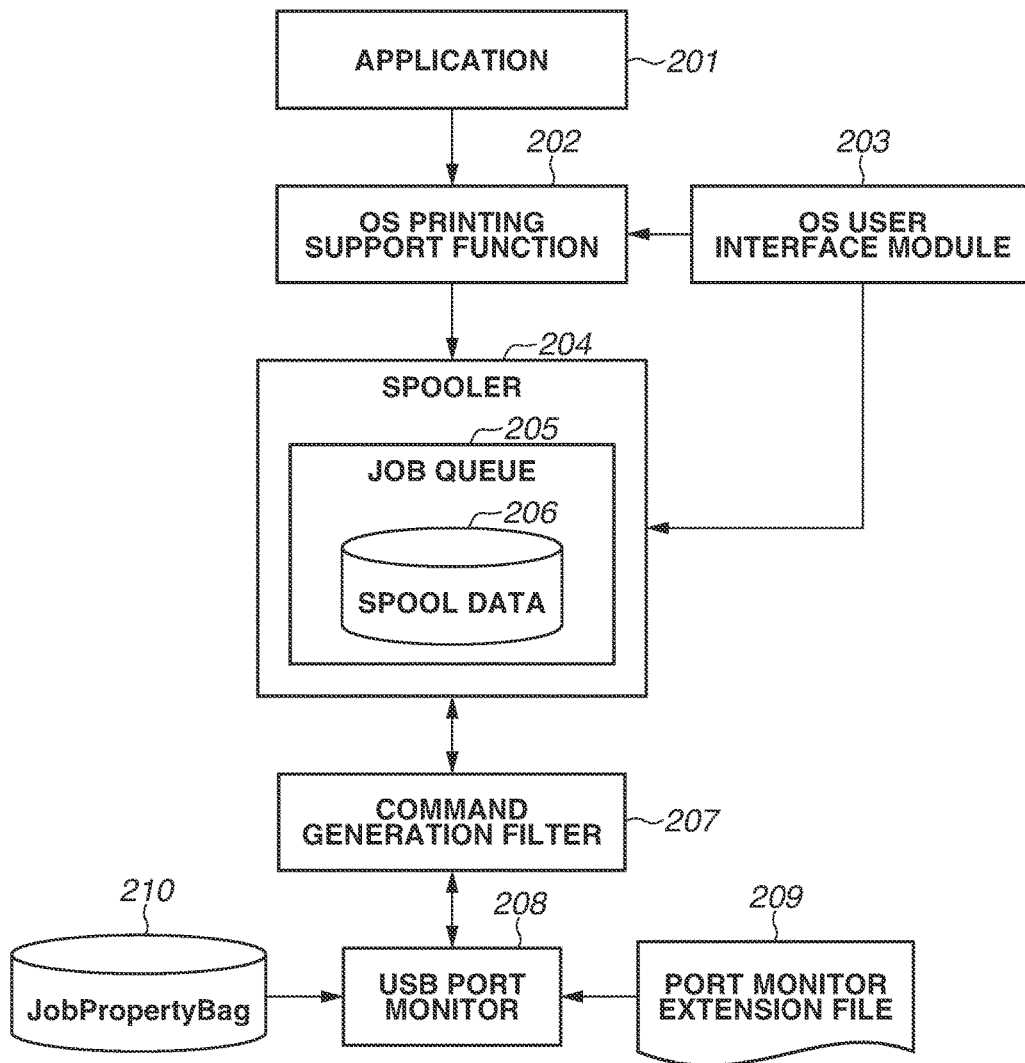 APPLICATION
201
202
203
OS PRINTING
SUPPORT FUNCTION
OS USER
INTERFACE MODULE
204
SPOOLER
205
JOB QUEUE
206
SPOOL DATA
COMMAND
GENERATION FILTER
207
210
208
209
JobPropertyBag
USB PORT
MONITOR
PORT MONITOR
EXTENSION FILE